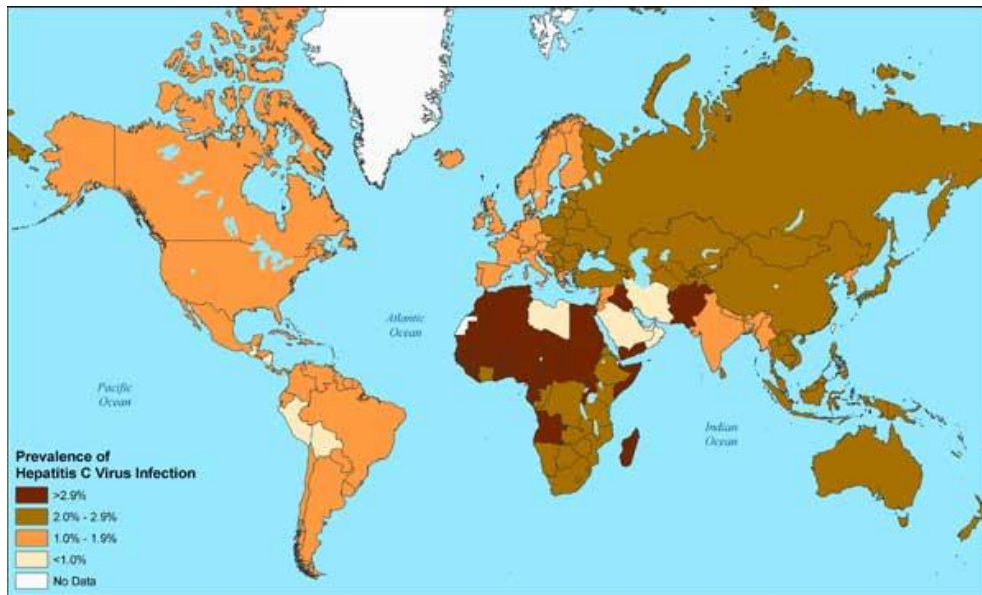 Atlantic
Ocean
Pacific
Ocean
Indian
Ocean
Prevalence of
Hepatitis C Virus Infection
>2.9%
2.0% - 2.9%
1.0% - 1.9%
<1.0%
No Data